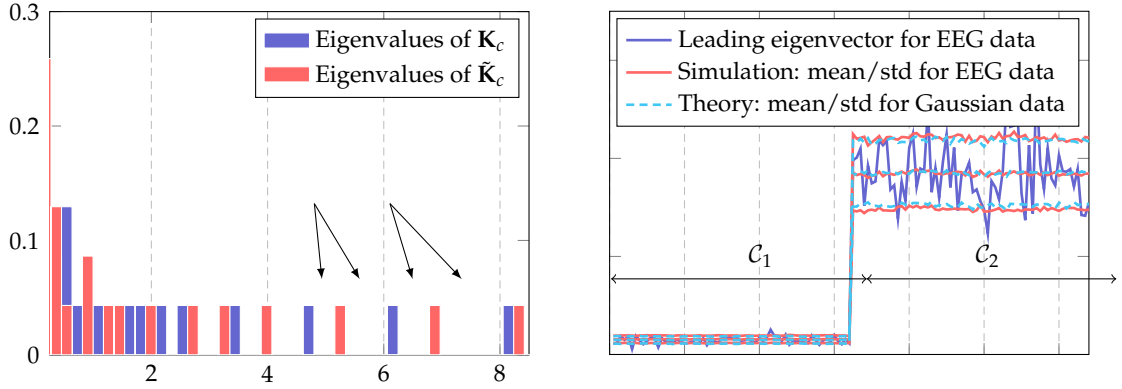 0.3
0.2
0.1
0
2
4
6
8
Eigenvalues of K_c
Eigenvalues of K̃_c
Leading eigenvector for EEG data
Simulation: mean/std for EEG data
Theory: mean/std for Gaussian data
C_1
C_2